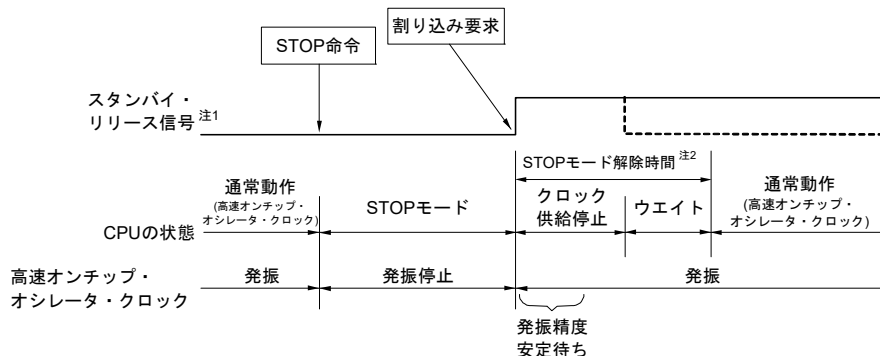 割り込み要求
STOP命令
スタンバイ・
リリース信号 注1
STOPモード解除時間 注2
通常動作
(高速オンチップ・
オシレータ・クロック)
STOPモード
クロック
供給停止
ウエイト
通常動作
(高速オンチップ・
オシレータ・クロック)
CPUの状態
高速オンチップ・
オシレータ・クロック
発振
発振停止
発振
発振精度
安定待ち